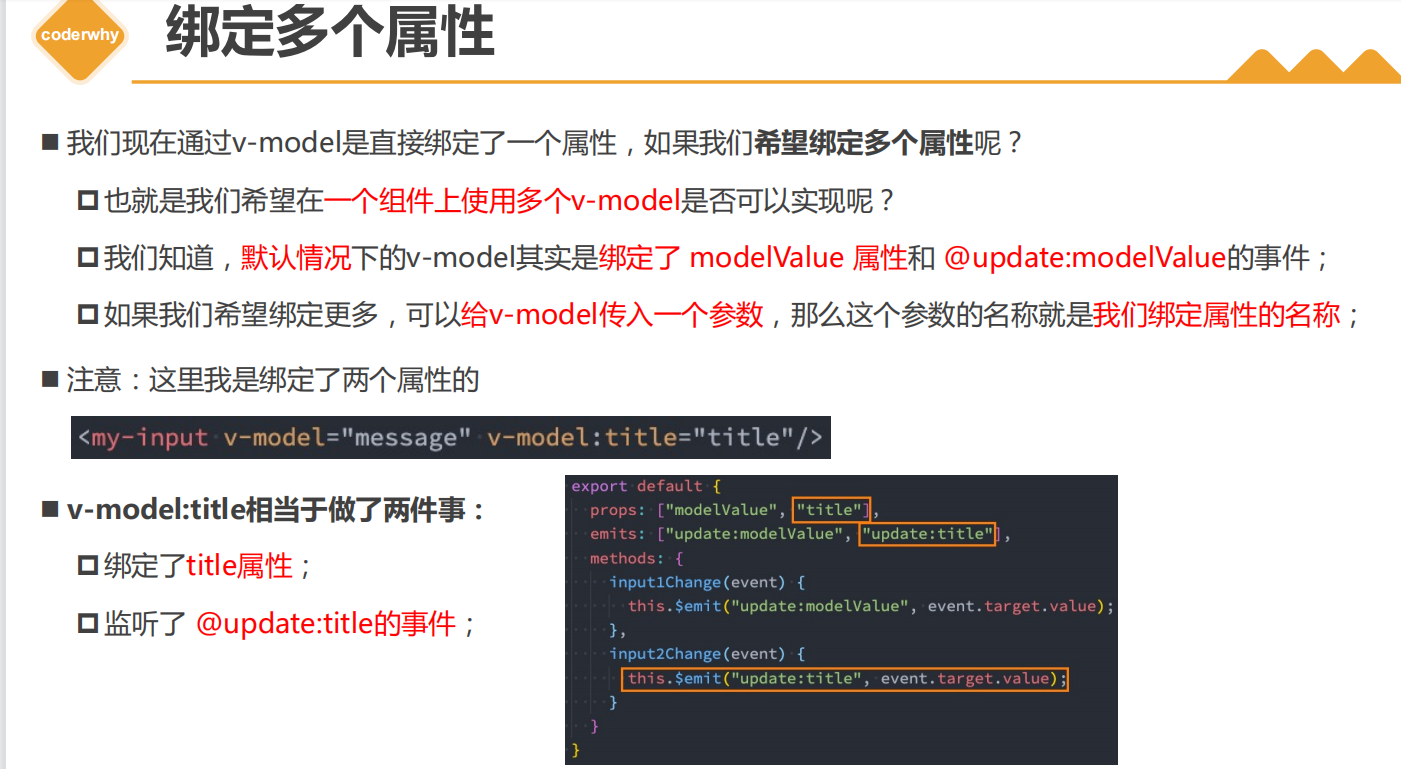 coderwhy
绑定多个属性
我们现在通过v-model是直接绑定了一个属性，如果我们希望绑定多个属性呢？
也就是我们希望在一个组件上使用多个v-model是否可以实现呢？
我们知道，默认情况下的v-model其实是绑定了 modelValue 属性和 @update:modelValue的事件；
如果我们希望绑定更多，可以给v-model传入一个参数，那么这个参数的名称就是我们绑定属性的名称；
注意：这里我是绑定了两个属性的
<my-input v-model="message" v-model:title="title"/>
v-model:title相当于做了两件事：
绑定了title属性；
监听了 @update:title的事件；
export default {
props: ["modelValue", "title"],
emits: ["update:modelValue", "update:title"],
methods: {
input1Change(event) {
this.$emit("update:modelValue", event.target.value);
},
input2Change(event) {
this.$emit("update:title", event.target.value);
}
}
}